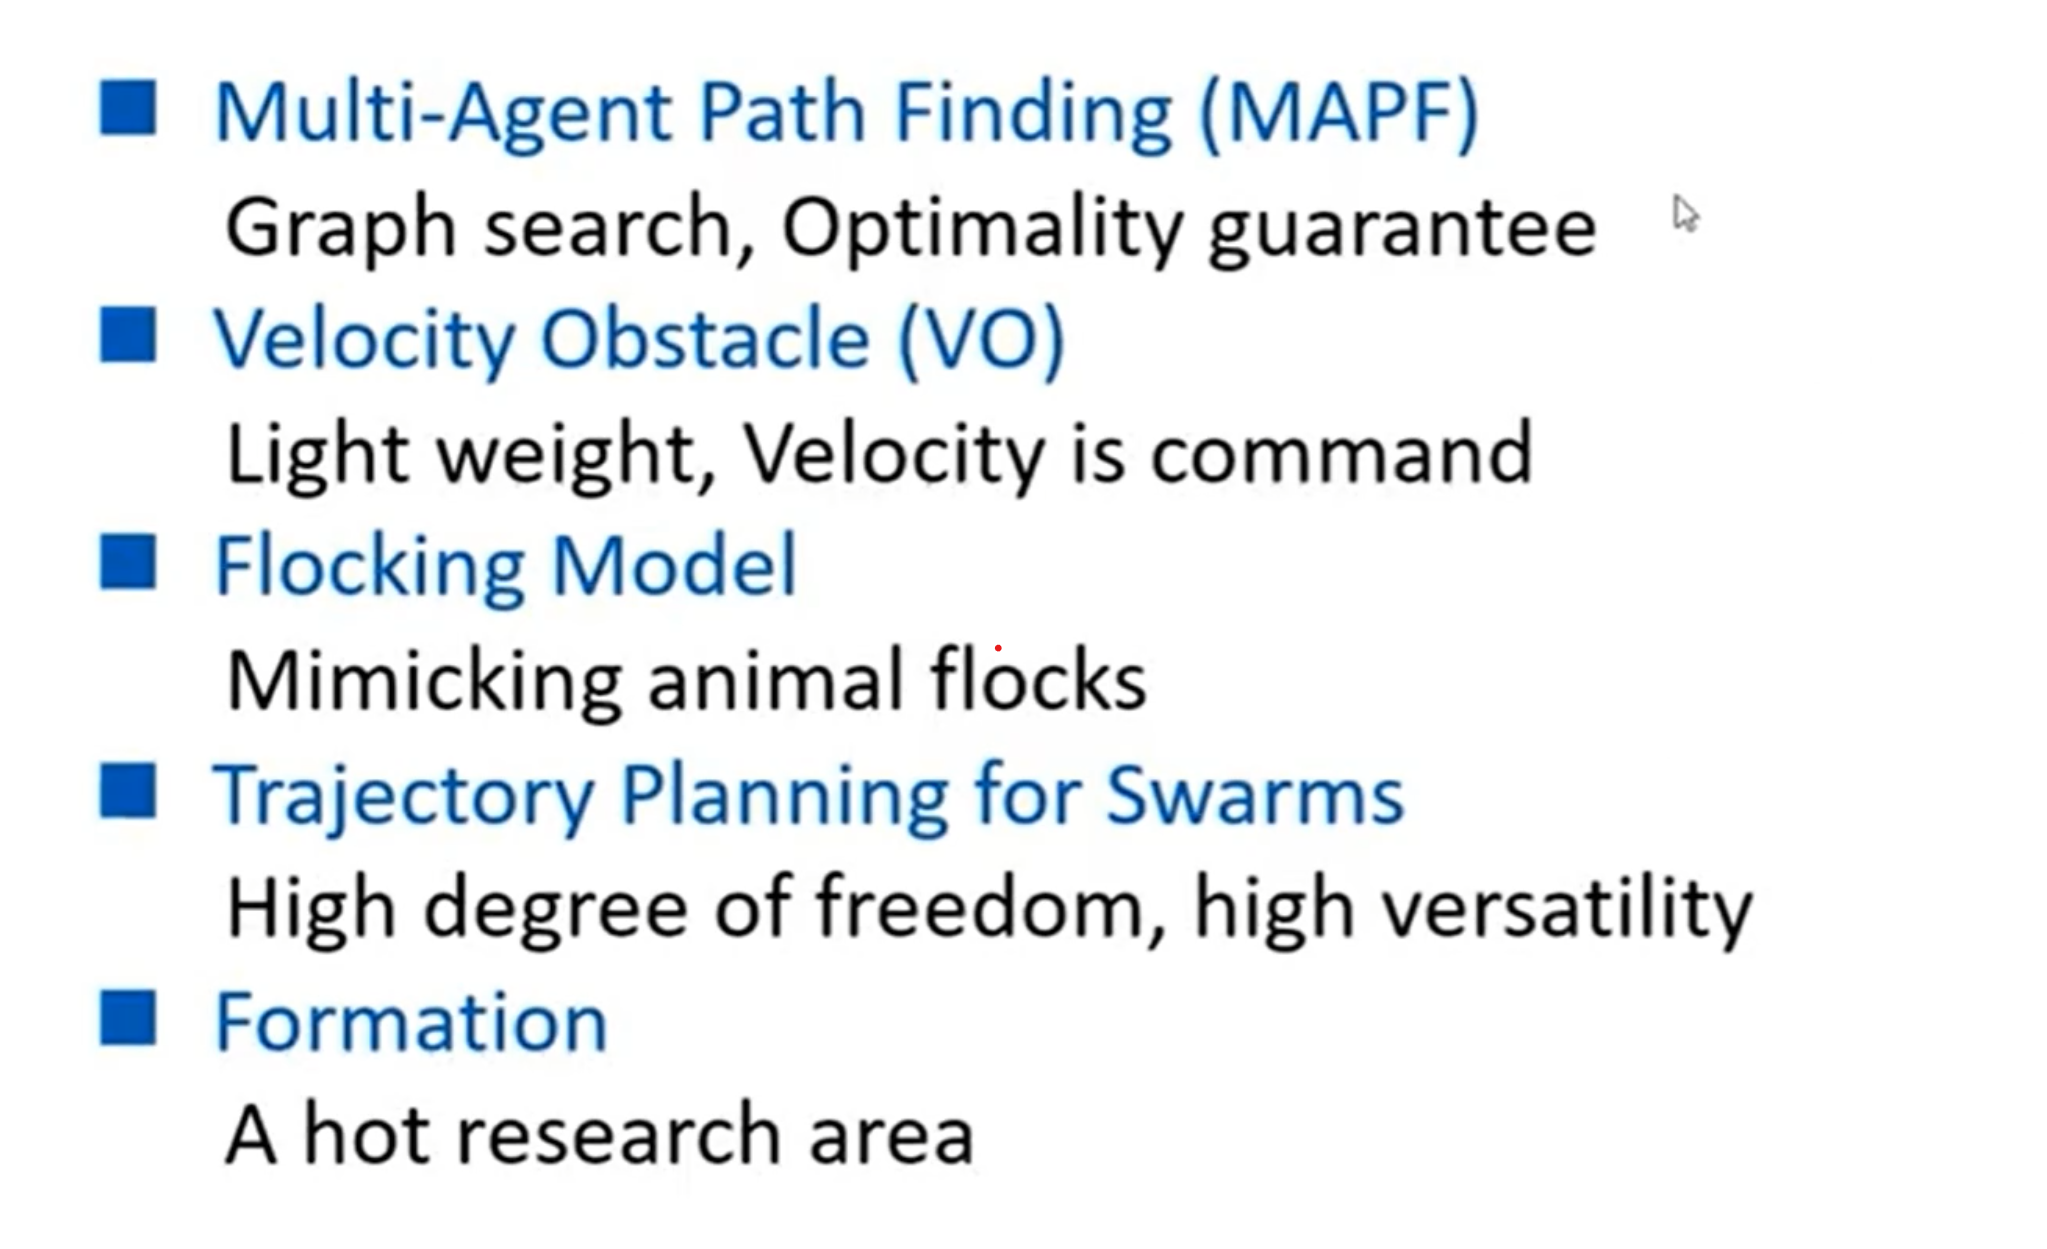 Multi-Agent Path Finding (MAPF)
Graph search, Optimality guarantee
Velocity Obstacle (VO)
Light weight, Velocity is command
Flocking Model
Mimicking animal flocks
Trajectory Planning for Swarms
High degree of freedom, high versatility
Formation
A hot research area